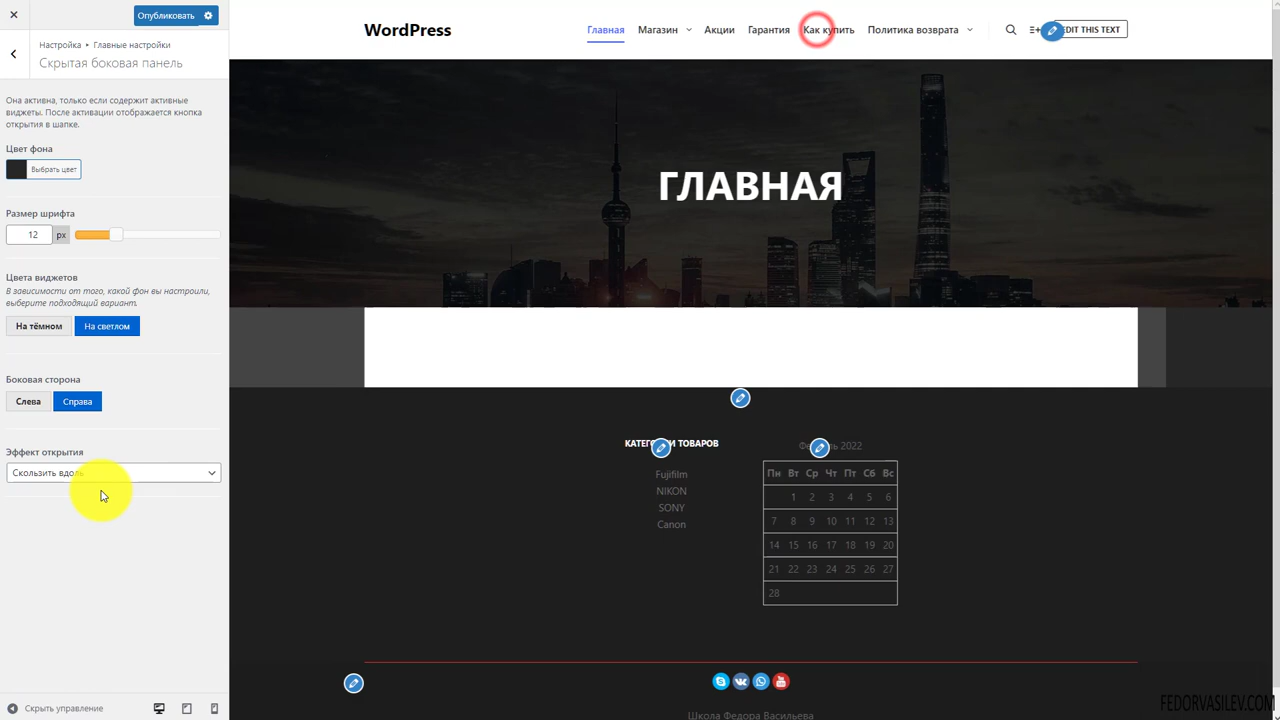 Опубликовать
Настройка ▸ Главные настройки
Скрытая боковая панель
Она активна, только если содержит активные
виджеты. После активации отображается кнопка
открытия в шапке.
Цвет фона
Выбрать цвет
Размер шрифта
12 px
Цвета виджетов
В зависимости от того, какой фон вы настроили,
выберите подходящий вариант.
На тёмном На светлом
Боковая сторона
Слева Справа
Эффект открытия
Скользить вдоль
Скрыть управление
WordPress
Главная Магазин Акции Гарантия Как купить Политика возврата
EDIT THIS TEXT
ГЛАВНАЯ
КАТЕГОРИИ ТОВАРОВ
Fujifilm
NIKON
SONY
Canon
Февраль 2022
Пн Вт Ср Чт Пт Сб Вс
1 2 3 4 5 6
7 8 9 10 11 12 13
14 15 16 17 18 19 20
21 22 23 24 25 26 27
28
Школа Федора Васильева
FEDORVASILEV.COM